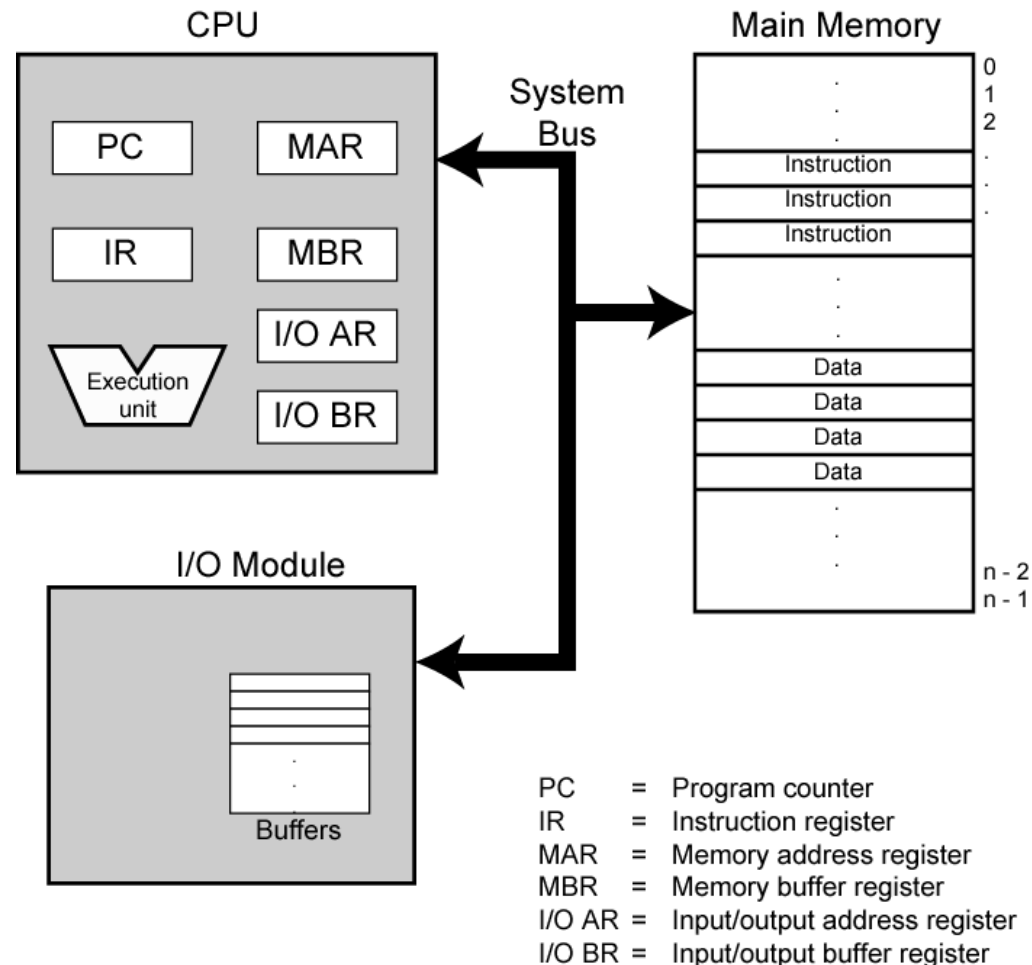 CPU
PC
MAR
IR
MBR
I/O AR
I/O BR
Execution
unit
System
Bus
Main Memory
0
1
2
.
.
.
.
.
.
Instruction
Instruction
Instruction
.
.
.
Data
Data
Data
Data
.
.
.
n - 2
n - 1
I/O Module
.
.
.
Buffers
PC = Program counter
IR = Instruction register
MAR = Memory address register
MBR = Memory buffer register
I/O AR = Input/output address register
I/O BR = Input/output buffer register